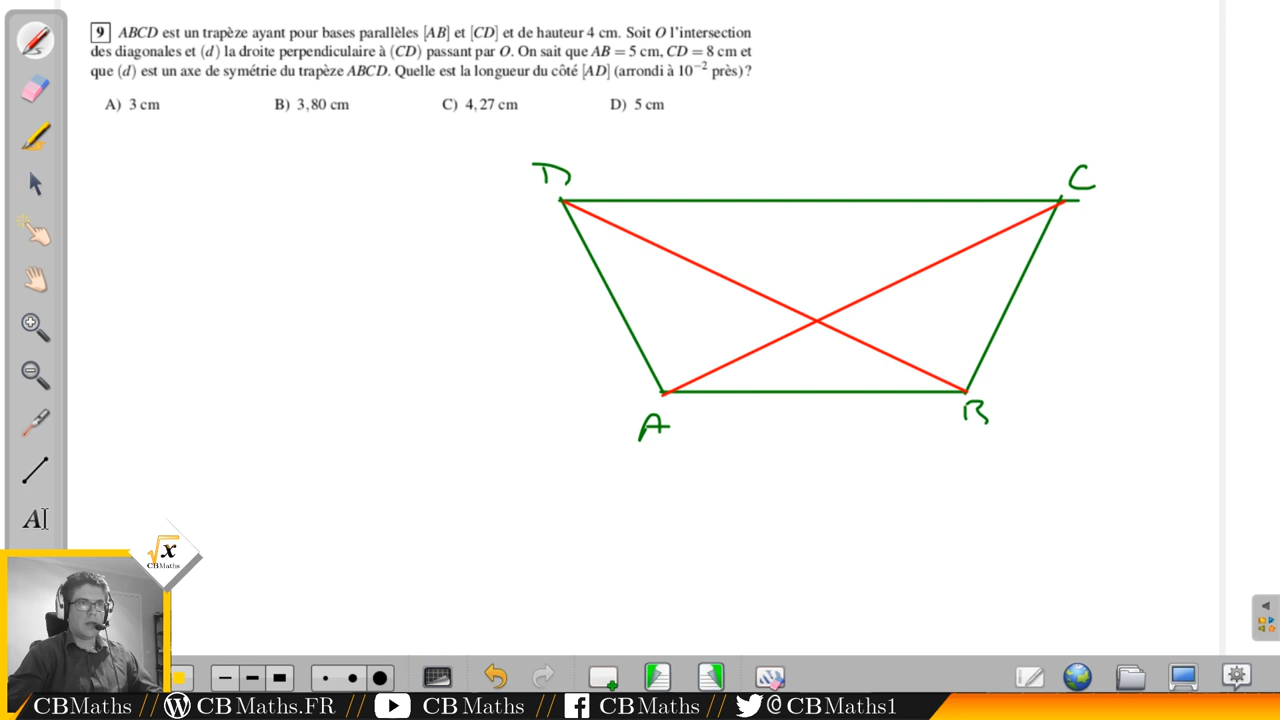 9 ABCD est un trapèze ayant pour bases parallèles [AB] et [CD] et de hauteur 4 cm. Soit O l'intersection
des diagonales et (d) la droite perpendiculaire à (CD) passant par O. On sait que AB = 5 cm, CD = 8 cm et
que (d) est un axe de symétrie du trapèze ABCD. Quelle est la longueur du côté [AD] (arrondi à 10⁻² près)?
A) 3 cm B) 3,80 cm C) 4,27 cm D) 5 cm
D C
A B
AI
√x
CBMaths
CBMaths // CBMaths.FR // CBMaths // CBMaths // @CBMaths1